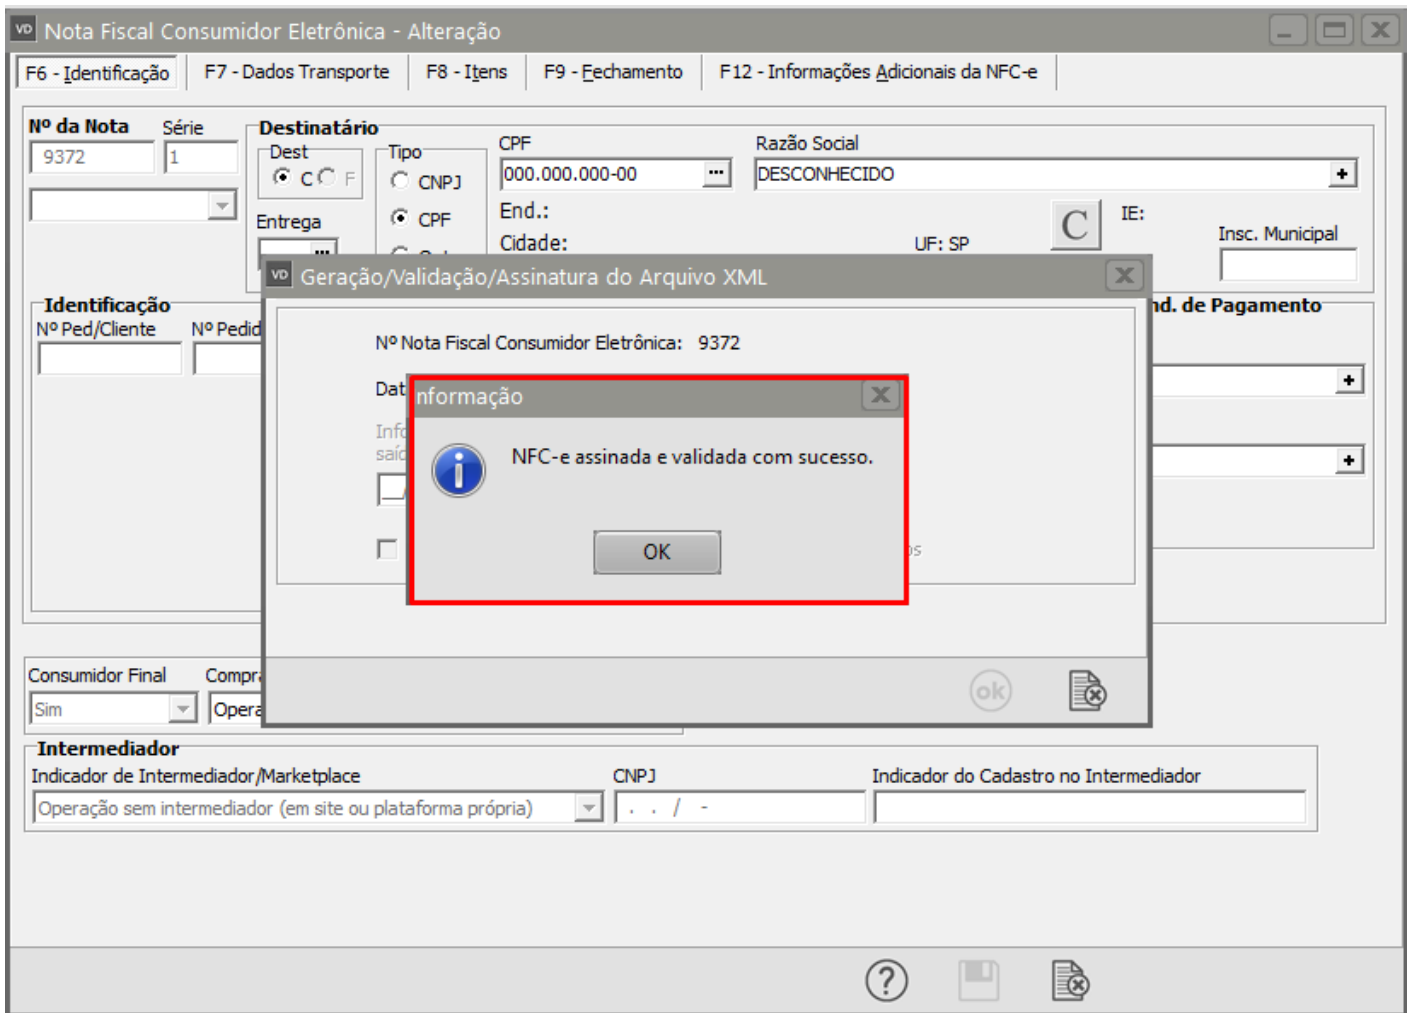 VD Nota Fiscal Consumidor Eletrônica - Alteração
F6 - Identificação F7 - Dados Transporte F8 - Itens F9 - Fechamento F12 - Informações Adicionais da NFC-e
Nº da Nota Série Destinatário
9372 1
Dest Tipo CPF Razão Social
C F CNPJ 000.000.000-00 ... DESCONHECIDO +
Entrega CPF End.: C IE:
... Cidade: UF: SP Insc. Municipal
VD Geração/Validação/Assinatura do Arquivo XML
Identificação nd. de Pagamento
Nº Ped/Cliente Nº Pedid
Nº Nota Fiscal Consumidor Eletrônica: 9372
Dat +
nformação
Info
saíd
NFC-e assinada e validada com sucesso.
+
OK
os
ok
Consumidor Final Compra
Sim Opera
Intermediador
Indicador de Intermediador/Marketplace CNPJ Indicador do Cadastro no Intermediador
Operação sem intermediador (em site ou plataforma própria) . . / -
?